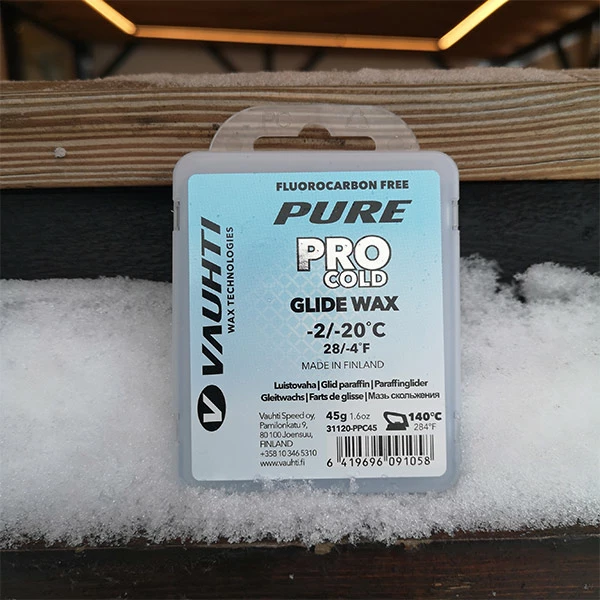 FLUOROCARBON FREE
PURE
PRO
COLD
GLIDE WAX
-2/-20°C
28/-4°F
MADE IN FINLAND
Luistovaha | Glid paraffin | Paraffinglider
Gleitwachs | Farts de glisse | Мазь скольжения
Vauhti Speed oy,
Pamilonkatu 9,
80 100 Joensuu,
FINLAND
+358 10 346 5310
www.vauhti.fi
45g 1.6oz
31120-PPC45
140°C
284°F
6 419696 091058
VAUHTI
WAX TECHNOLOGIES